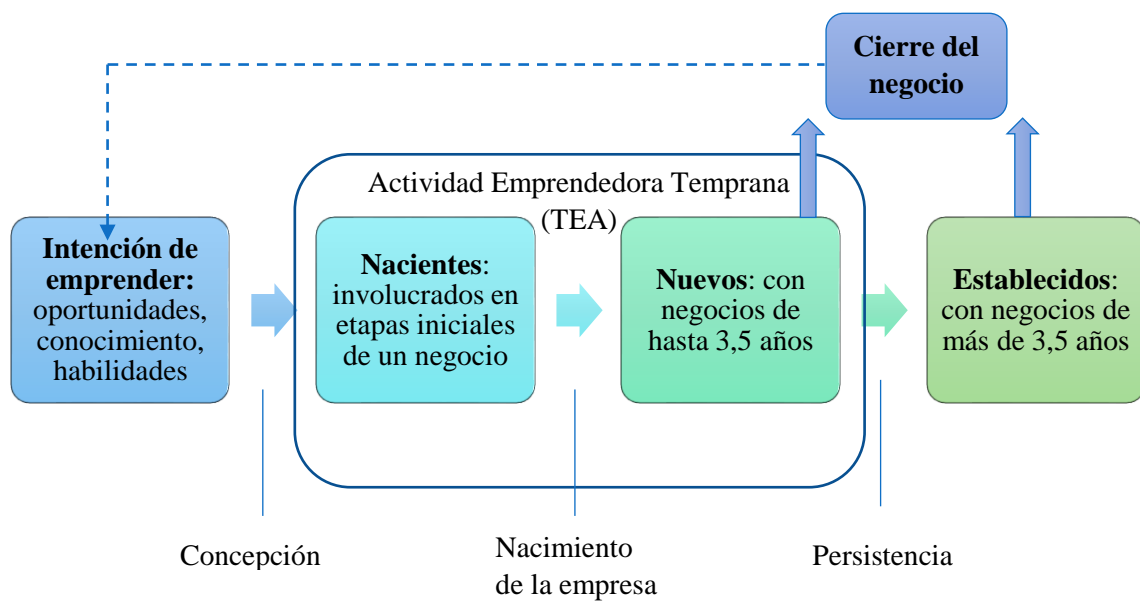 Cierre del
negocio
Actividad Emprendedora Temprana
(TEA)
Intención de
emprender:
oportunidades,
conocimiento,
habilidades
Nacientes:
involucrados en
etapas iniciales
de un negocio
Nuevos: con
negocios de
hasta 3,5 años
Establecidos:
con negocios de
más de 3,5 años
Concepción
Nacimiento
de la empresa
Persistencia